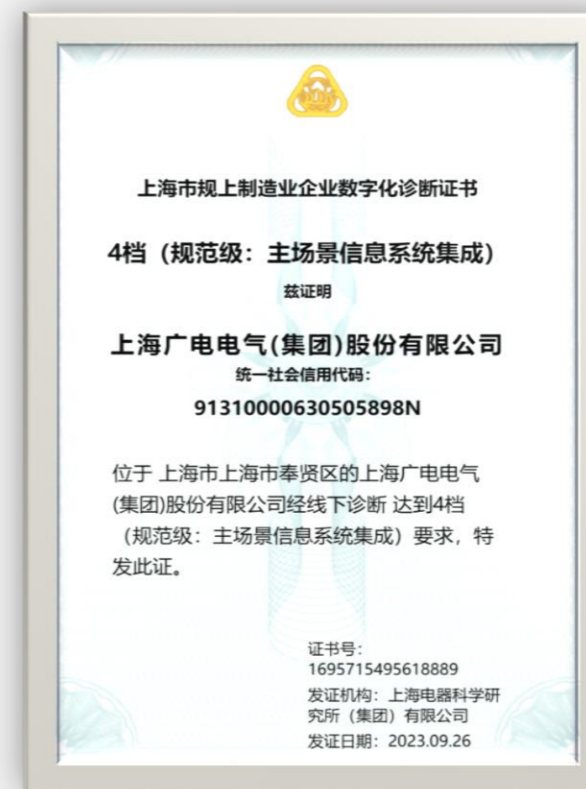 上海市规上制造业企业数字化诊断证书
4档（规范级：主场景信息系统集成）
兹证明
上海广电电气(集团)股份有限公司
统一社会信用代码：
91310000630505898N
位于 上海市上海市奉贤区的上海广电电气
(集团)股份有限公司经线下诊断 达到4档
（规范级：主场景信息系统集成）要求，特
发此证。
证书号：
1695715495618889
发证机构：上海电器科学研
究所（集团）有限公司
发证日期：2023.09.26